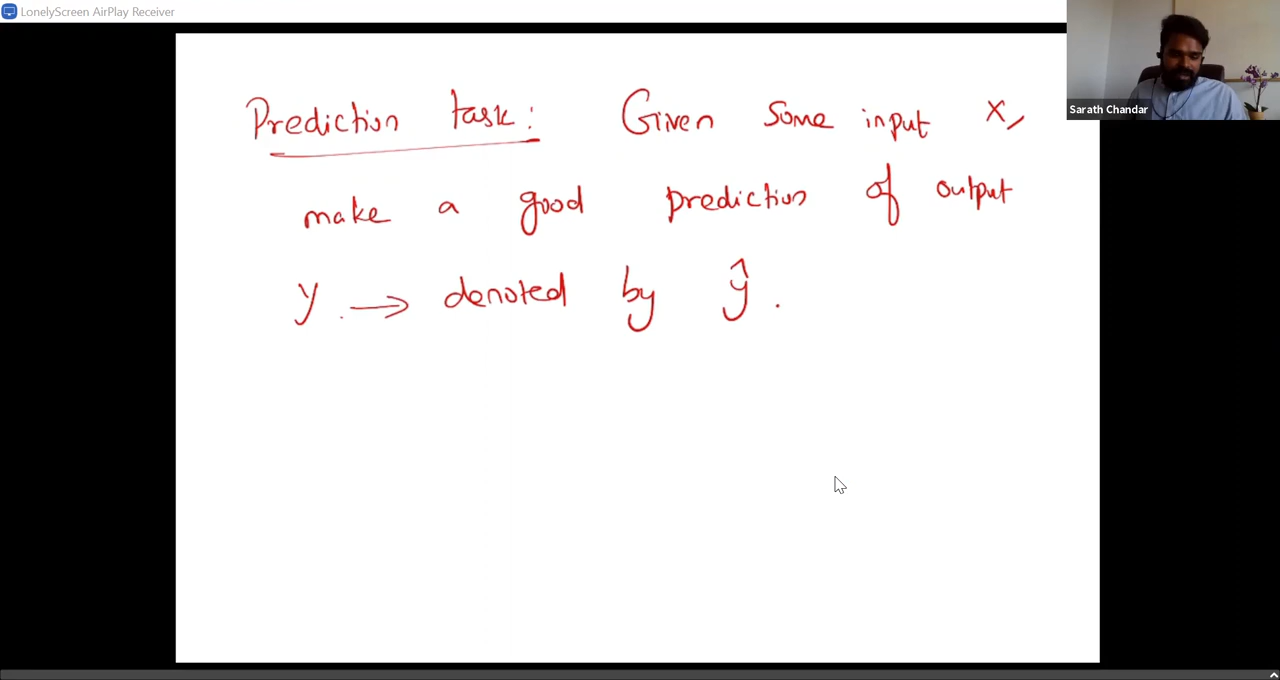 LonelyScreen AirPlay Receiver
Sarath Chandar
Prediction task: Given some input x,
make a good prediction of output
y → denoted by ŷ.